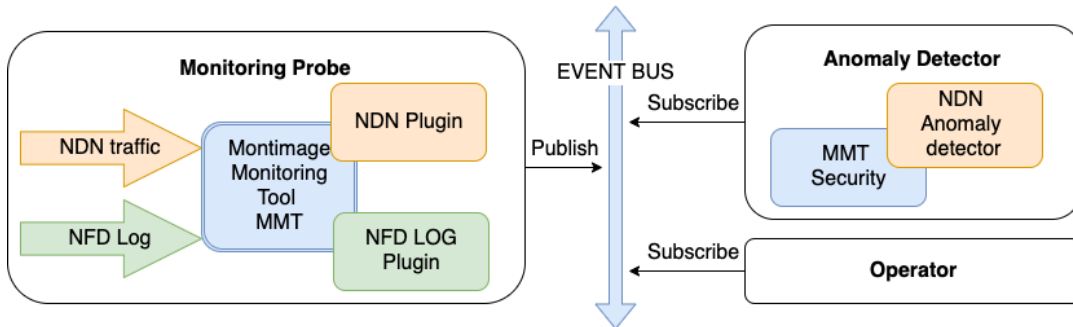 Monitoring Probe
NDN traffic
NFD Log
Montimage
Monitoring
Tool
MMT
NDN Plugin
NFD LOG
Plugin
Publish
EVENT BUS
Subscribe
Subscribe
Anomaly Detector
NDN
Anomaly
detector
MMT
Security
Operator